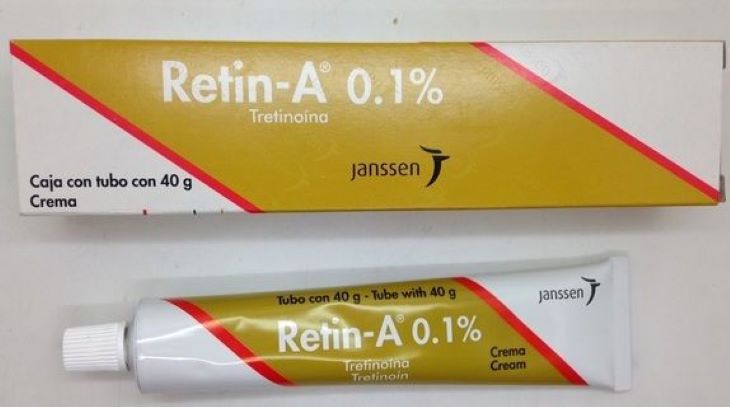 Retin-A® 0.1%
Tretinoína
janssen
Caja con tubo con 40 g
Crema
Tubo con 40 g - Tube with 40 g
janssen
Retin-A® 0.1%
Crema
Cream
Tretinoína
Tretinoin